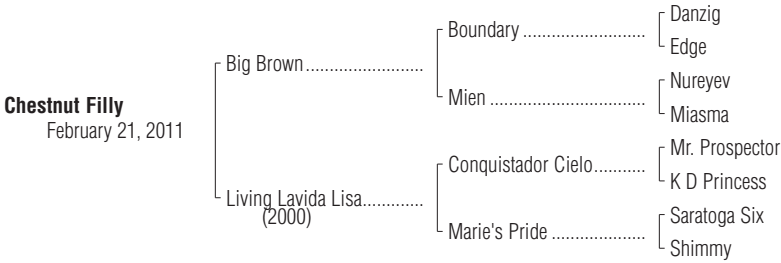 Danzig
Boundary ..............................
Edge
Big Brown.............................
Nureyev
Mien ......................................
Miasma
Chestnut Filly
February 21, 2011
Mr. Prospector
Conquistador Cielo............
K D Princess
Living Lavida Lisa...............
(2000)
Saratoga Six
Marie's Pride .......................
Shimmy